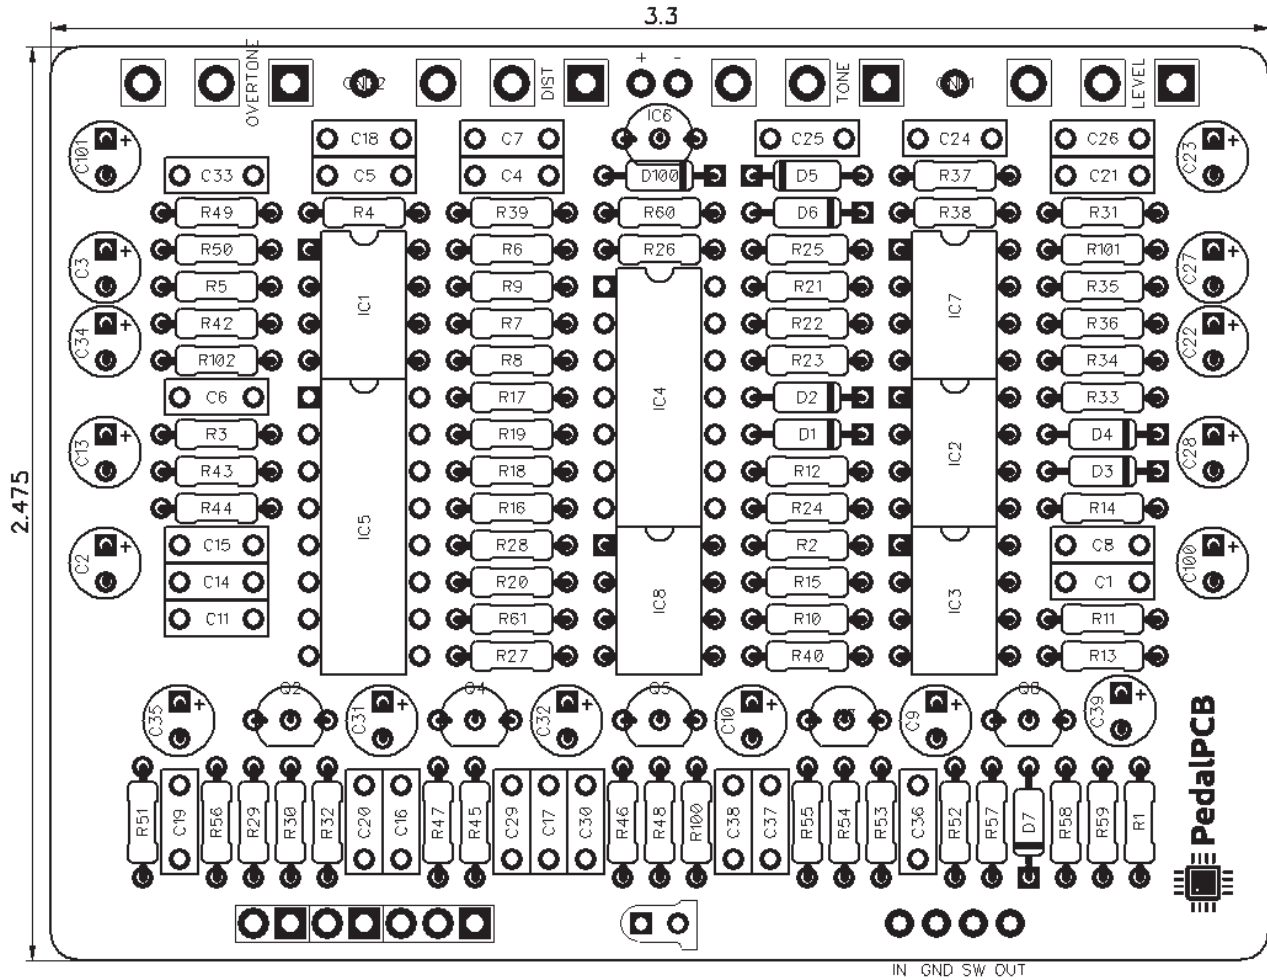 3.3
2.475
OVERTONE
GND2
DIST
+ -
TONE
GND1
LEVEL
IC6
C101 + C18 C7 C25 C24 C26 C23 +
C33 C5 C4 D100 D5 R37 C21
R49 R4 R39 R60 D6 R38 R31
C3 + R50 R6 R26 R25 R101 C27 +
R5 IC1 R9 R21 IC7 R35
C34 + R42 R7 R22 R36 C22 +
R102 R8 R23 R34
C6 R17 IC4 D2 R33
C13 + R3 R19 D1 IC2 D4 C28 +
R43 R18 R12 D3
R44 IC5 R16 R24 R14
C2 + C15 R28 R2 C8 C100 +
C14 R20 IC8 R15 IC3 C1
C11 R61 R10 R11
R27 R40 R13
C35 + Q2 C31 + Q4 C32 + Q5 C10 + C9 + Q6 C39 +
R51 C19 R56 R29 R30 R32 C20 C16 R47 R45 C29 C17 C30 R46 R48 R100 C38 C37 R55 R54 R53 C36 R52 R57 D7 R58 R59 R1
PedalPCB
IN GND SW OUT